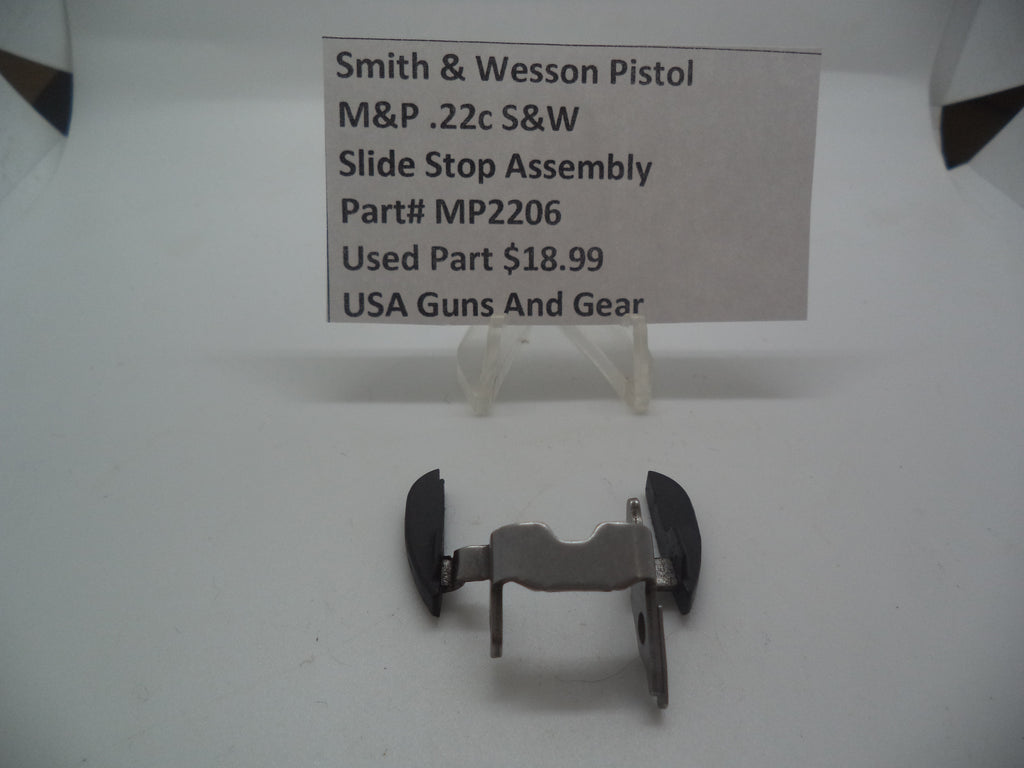 Smith & Wesson Pistol
M&P .22c S&W
Slide Stop Assembly
Part# MP2206
Used Part $18.99
USA Guns And Gear